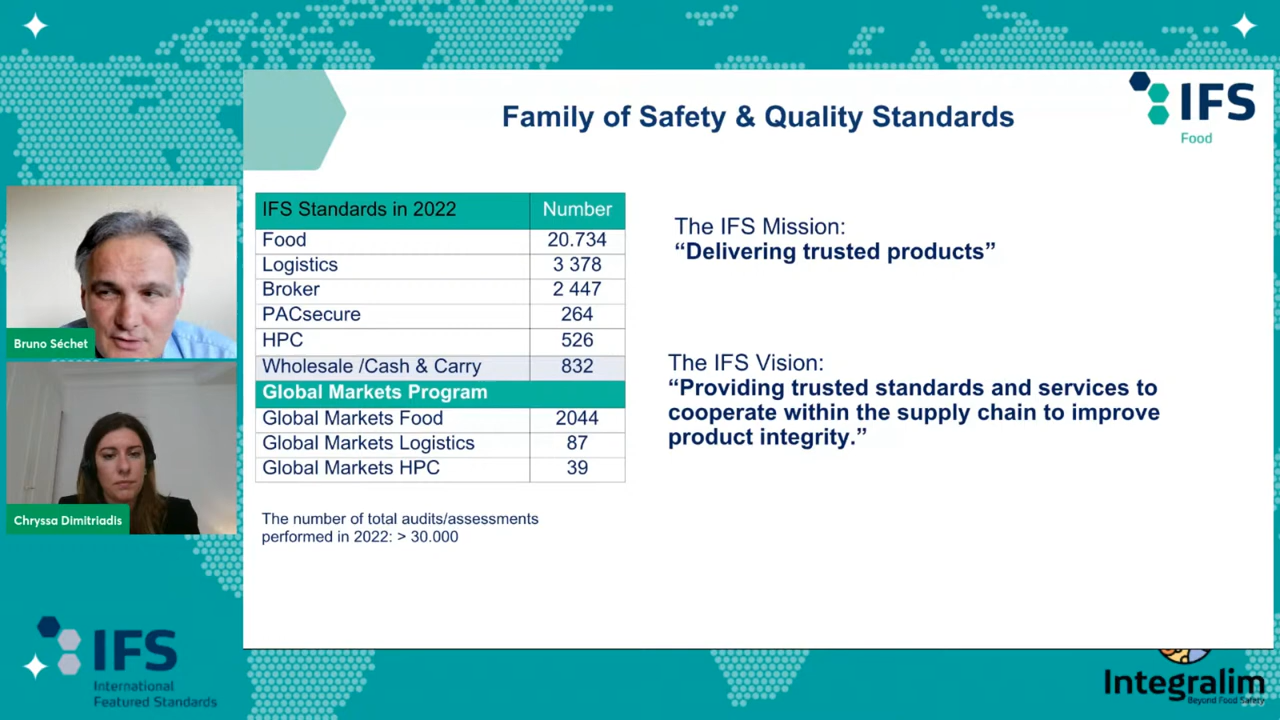 Family of Safety & Quality Standards
IFS
Food
IFS Standards in 2022 Number
Food 20.734
Logistics 3 378
Broker 2 447
PACsecure 264
HPC 526
Wholesale /Cash & Carry 832
Global Markets Program
Global Markets Food 2044
Global Markets Logistics 87
Global Markets HPC 39
The number of total audits/assessments
performed in 2022: > 30.000
The IFS Mission:
“Delivering trusted products”
The IFS Vision:
“Providing trusted standards and services to
cooperate within the supply chain to improve
product integrity.”
Bruno Séchet
Chryssa Dimitriadis
IFS
International
Featured Standards
Integralim
Beyond Food Safety